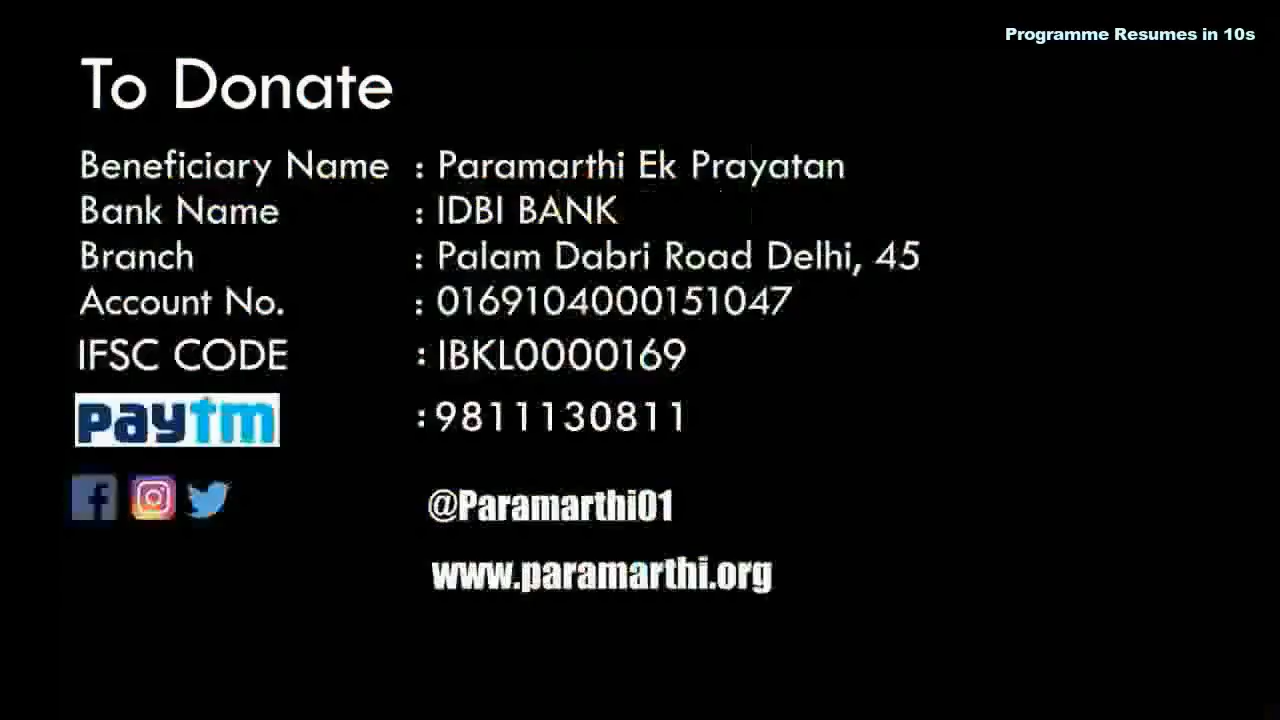 Programme Resumes in 10s
To Donate
Beneficiary Name : Paramarthi Ek Prayatan
Bank Name : IDBI BANK
Branch : Palam Dabri Road Delhi, 45
Account No. : 0169104000151047
IFSC CODE : IBKL0000169
paytm : 9811130811
@Paramarthi01
www.paramarthi.org